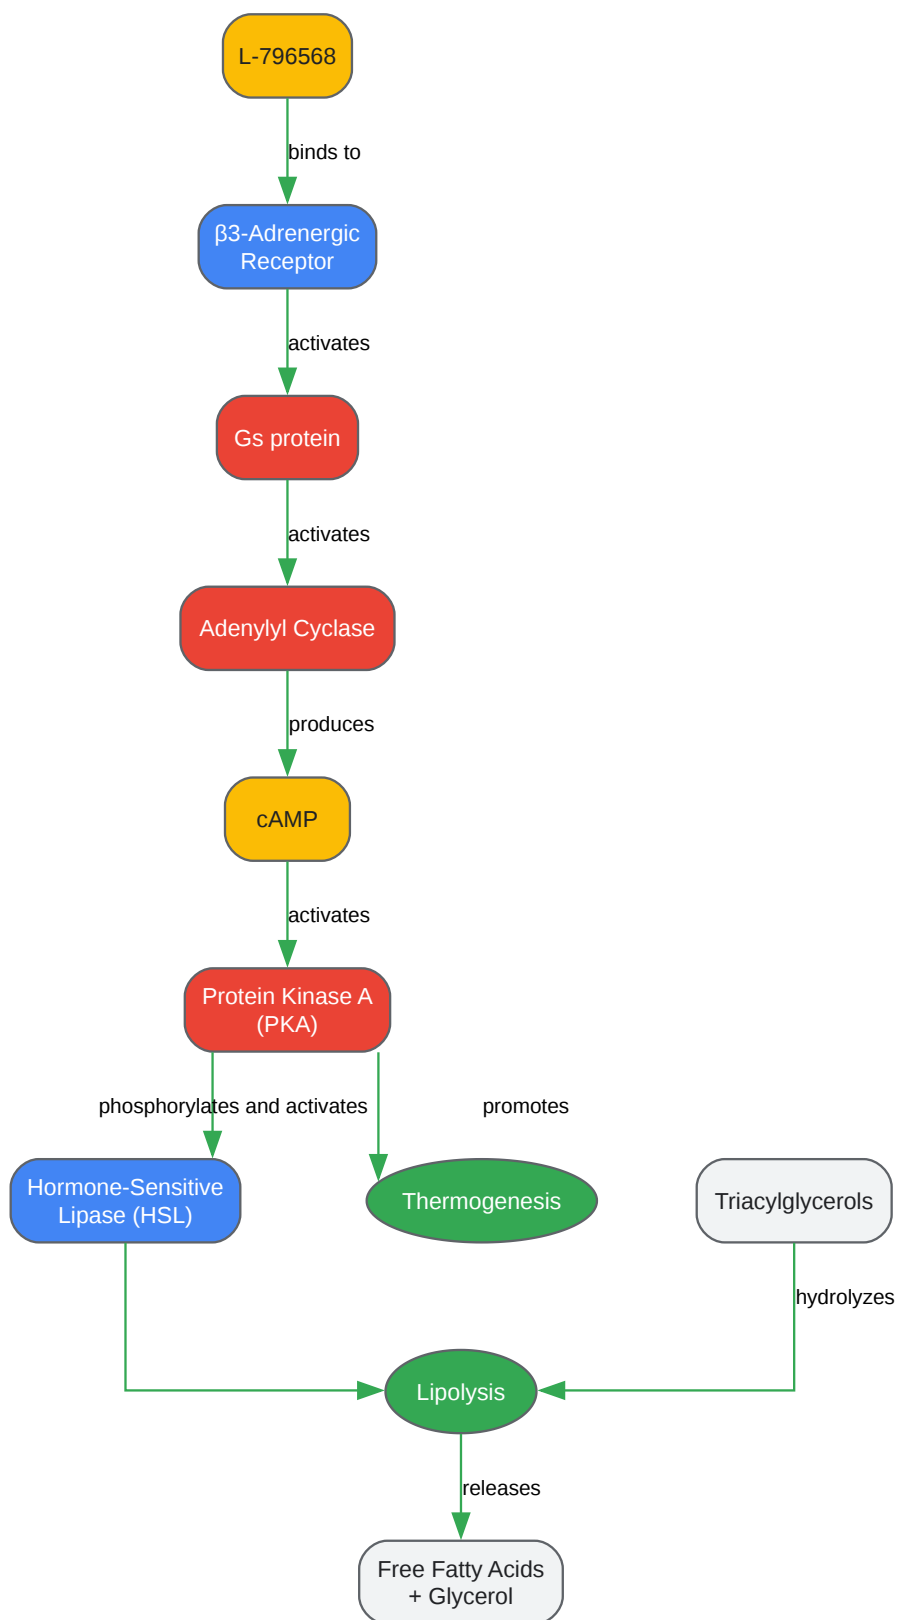 L-796568
binds to
β3-Adrenergic
Receptor
activates
Gs protein
activates
Adenylyl Cyclase
produces
cAMP
activates
Protein Kinase A
(PKA)
phosphorylates and activates
promotes
Hormone-Sensitive
Lipase (HSL)
Thermogenesis
Triacylglycerols
hydrolyzes
Lipolysis
releases
Free Fatty Acids
+ Glycerol